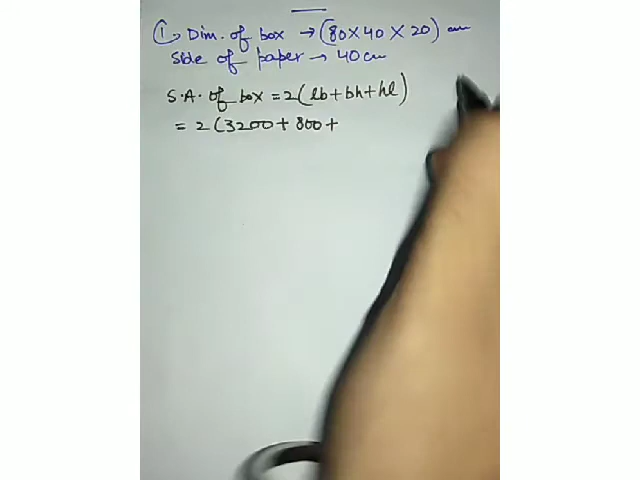 1) Dim. of box → (80 X 40 X 20) cm
Side of paper → 40 cm
S.A. of box = 2 (lb + bh + hl)
= 2 (3200 + 800 +